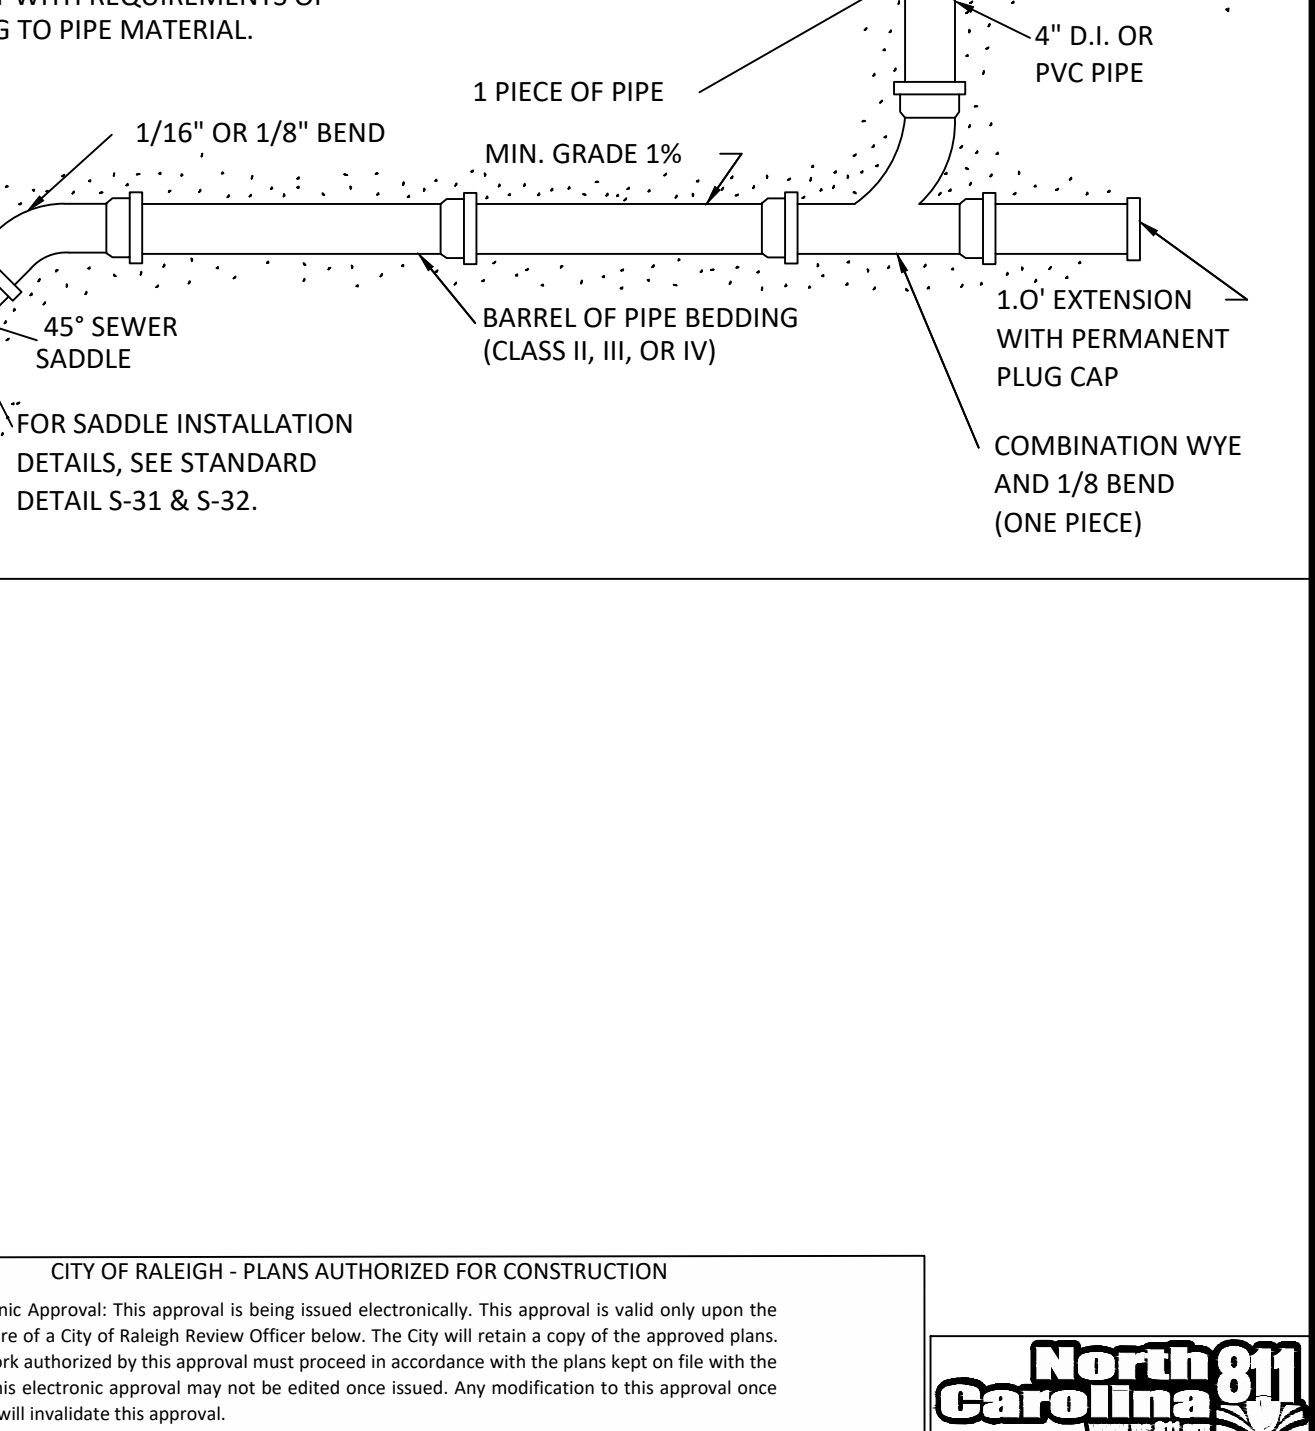 WITH REQUIREMENTS OF
TO PIPE MATERIAL.
4" D.I. OR
PVC PIPE
1 PIECE OF PIPE
1/16" OR 1/8" BEND
MIN. GRADE 1%
45° SEWER
SADDLE
BARREL OF PIPE BEDDING
(CLASS II, III, OR IV)
1.O' EXTENSION
WITH PERMANENT
PLUG CAP
FOR SADDLE INSTALLATION
DETAILS, SEE STANDARD
DETAIL S-31 & S-32.
COMBINATION WYE
AND 1/8 BEND
(ONE PIECE)
CITY OF RALEIGH - PLANS AUTHORIZED FOR CONSTRUCTION
Approval: This approval is being issued electronically. This approval is valid only upon the
of a City of Raleigh Review Officer below. The City will retain a copy of the approved plans.
authorized by this approval must proceed in accordance with the plans kept on file with the
electronic approval may not be edited once issued. Any modification to this approval once
will invalidate this approval.
North 811
Carolina